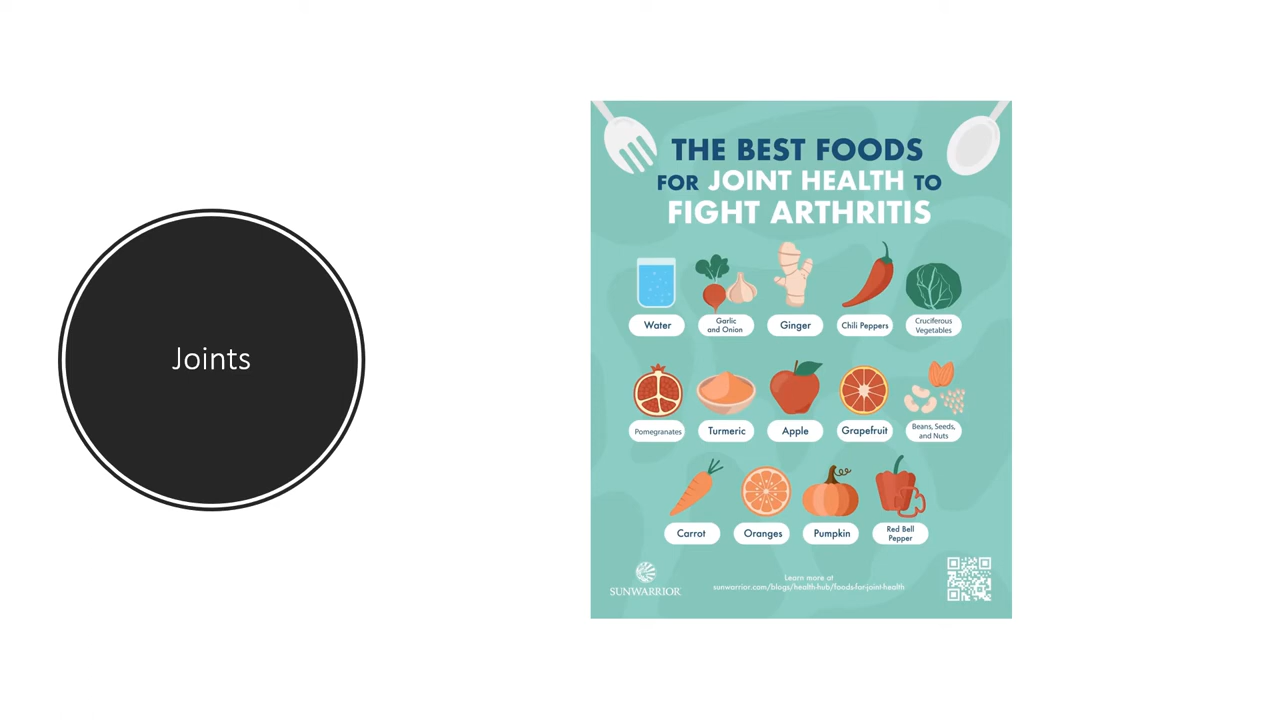 Joints
THE BEST FOODS
FOR JOINT HEALTH TO
FIGHT ARTHRITIS
Water
Garlic
and Onion
Ginger
Chili Peppers
Cruciferous
Vegetables
Pomegranates
Turmeric
Apple
Grapefruit
Beans, Seeds,
and Nuts
Carrot
Oranges
Pumpkin
Red Bell
Pepper
SUNWARRIOR
Learn more at
sunwarrior.com/blogs/health-hub/foods-for-joint-health